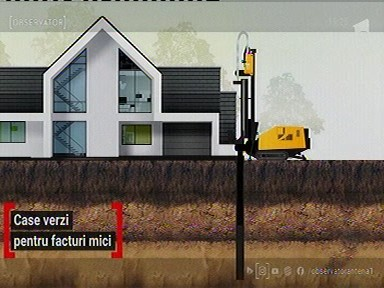 [OBSERVATOR]
Case verzi
pentru facturi mici
/observatorantena1